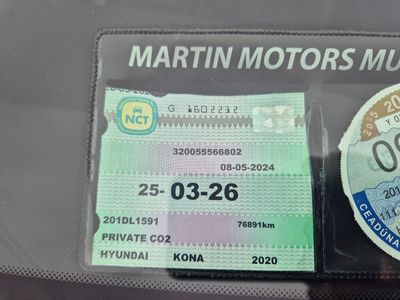 MARTIN MOTORS MU
NCT
G 1602232
320055566802
08-05-2024
25-03-26
201DL1591
76891km
PRIVATE CO2
HYUNDAI KONA 2020
CEADÚNA